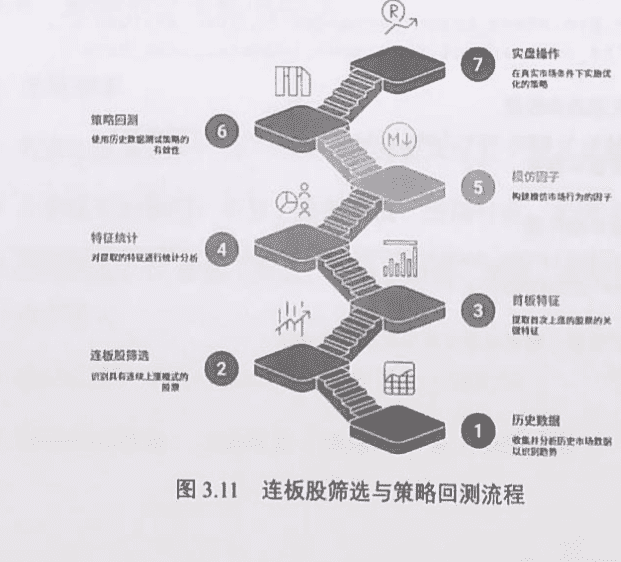 R
7
实盘操作
在真实市场条件下实施优
化的策略
策略回测
使用历史数据测试策略的
有效性
6
M↓
5
模仿因子
构建模仿市场行为的因子
特征统计
对提取的特征进行统计分析
4
3
首板特征
提取首次上涨的股票的关
键特征
连板股筛选
识别具有连续上涨模式的
股票
2
1
历史数据
收集并分析历史市场数据
以识别趋势
图 3.11 连板股筛选与策略回测流程